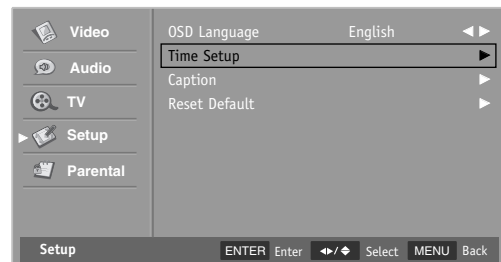 Video
Audio
TV
Setup
Parental
OSD Language English
Time Setup
Caption
Reset Default
Setup ENTER Enter Select MENU Back